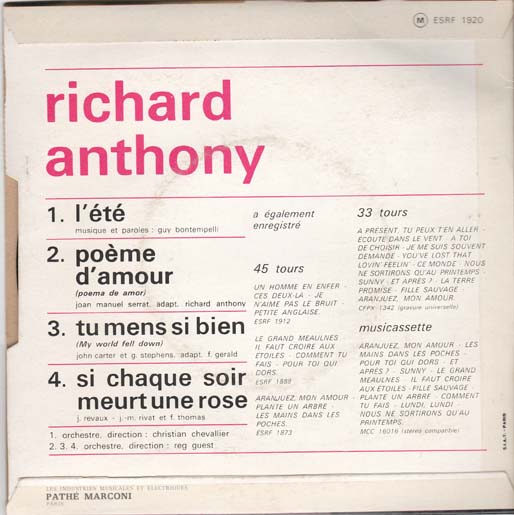 M ESRF 1920
richard
anthony
1. l'été
musique et paroles : guy bontempelli
2. poème
d'amour
(poema de amor)
joan manuel serrat, adapt. richard anthony
3. tu mens si bien
(My world fell down)
john carter et g. stephens, adapt. f. gerald
4. si chaque soir
meurt une rose
j. revaux - j.-m. rivat et f. thomas
1. orchestre, direction : christian chevallier
2. 3. 4. orchestre, direction : reg guest
a également
enregistré
45 tours
UN HOMME EN ENFER -
CES DEUX-LA - JE
N'AIME PAS LE BRUIT -
PETITE ANGLAISE.
ESRF 1912
LE GRAND MEAULNES -
IL FAUT CROIRE AUX
ETOILES - COMMENT TU
FAIS - POUR TOI QUI
DORS.
ESRF 1888
ARANJUEZ, MON AMOUR -
PLANTE UN ARBRE -
LES MAINS DANS LES
POCHES.
ESRF 1873
33 tours
A PRESENT, TU PEUX T'EN ALLER -
ECOUTE DANS LE VENT - A TOI
DE CHOISIR - JE ME SUIS SOUVENT
DEMANDE - YOU'VE LOST THAT
LOVIN' FEELIN' - CE MONDE - NOUS
NE SORTIRONS QU'AU PRINTEMPS -
SUNNY - ET APRÈS ? - LA TERRE
PROMISE - FILLE SAUVAGE -
ARANJUEZ, MON AMOUR.
CFPX - 1342 (gravure universelle)
musicassette
ARANJUEZ, MON AMOUR - LES
MAINS DANS LES POCHES -
POUR TOI QUI DORS - ET
APRES ? - SUNNY - LE GRAND
MEAULNES - IL FAUT CROIRE
AUX ETOILES - FILLE SAUVAGE -
PLANTE UN ARBRE - COMMENT
TU FAIS - LUNDI, LUNDI -
NOUS NE SORTIRONS QU'AU
PRINTEMPS.
MCC 16016 (stéréo compatible)
LES INDUSTRIES MUSICALES ET ELECTRIQUES
PATHÉ MARCONI
PARIS
S.I.A.T. - PARIS